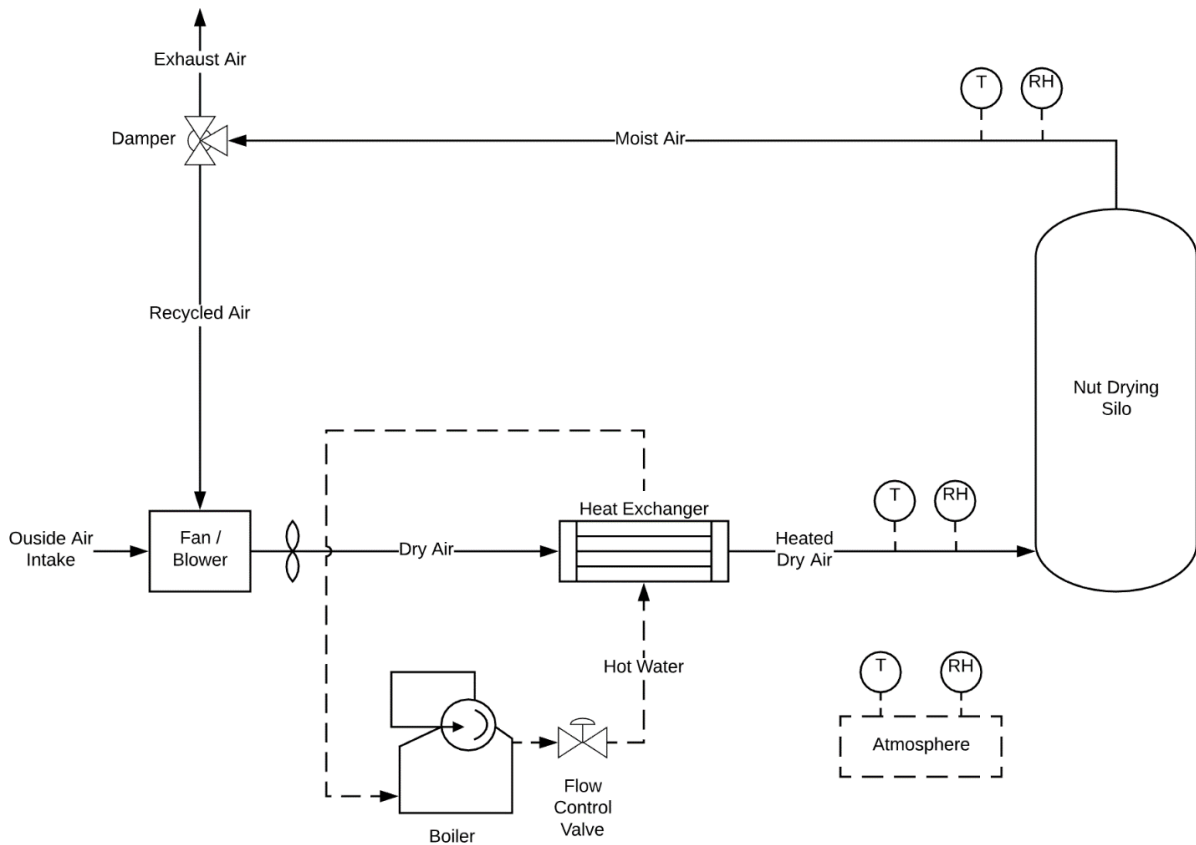 Exhaust Air
T
RH
Damper
Moist Air
Recycled Air
Nut Drying
Silo
T
RH
Heat Exchanger
Ouside Air
Intake
Fan /
Blower
Dry Air
Heated
Dry Air
Hot Water
T
RH
Atmosphere
Flow
Control
Valve
Boiler